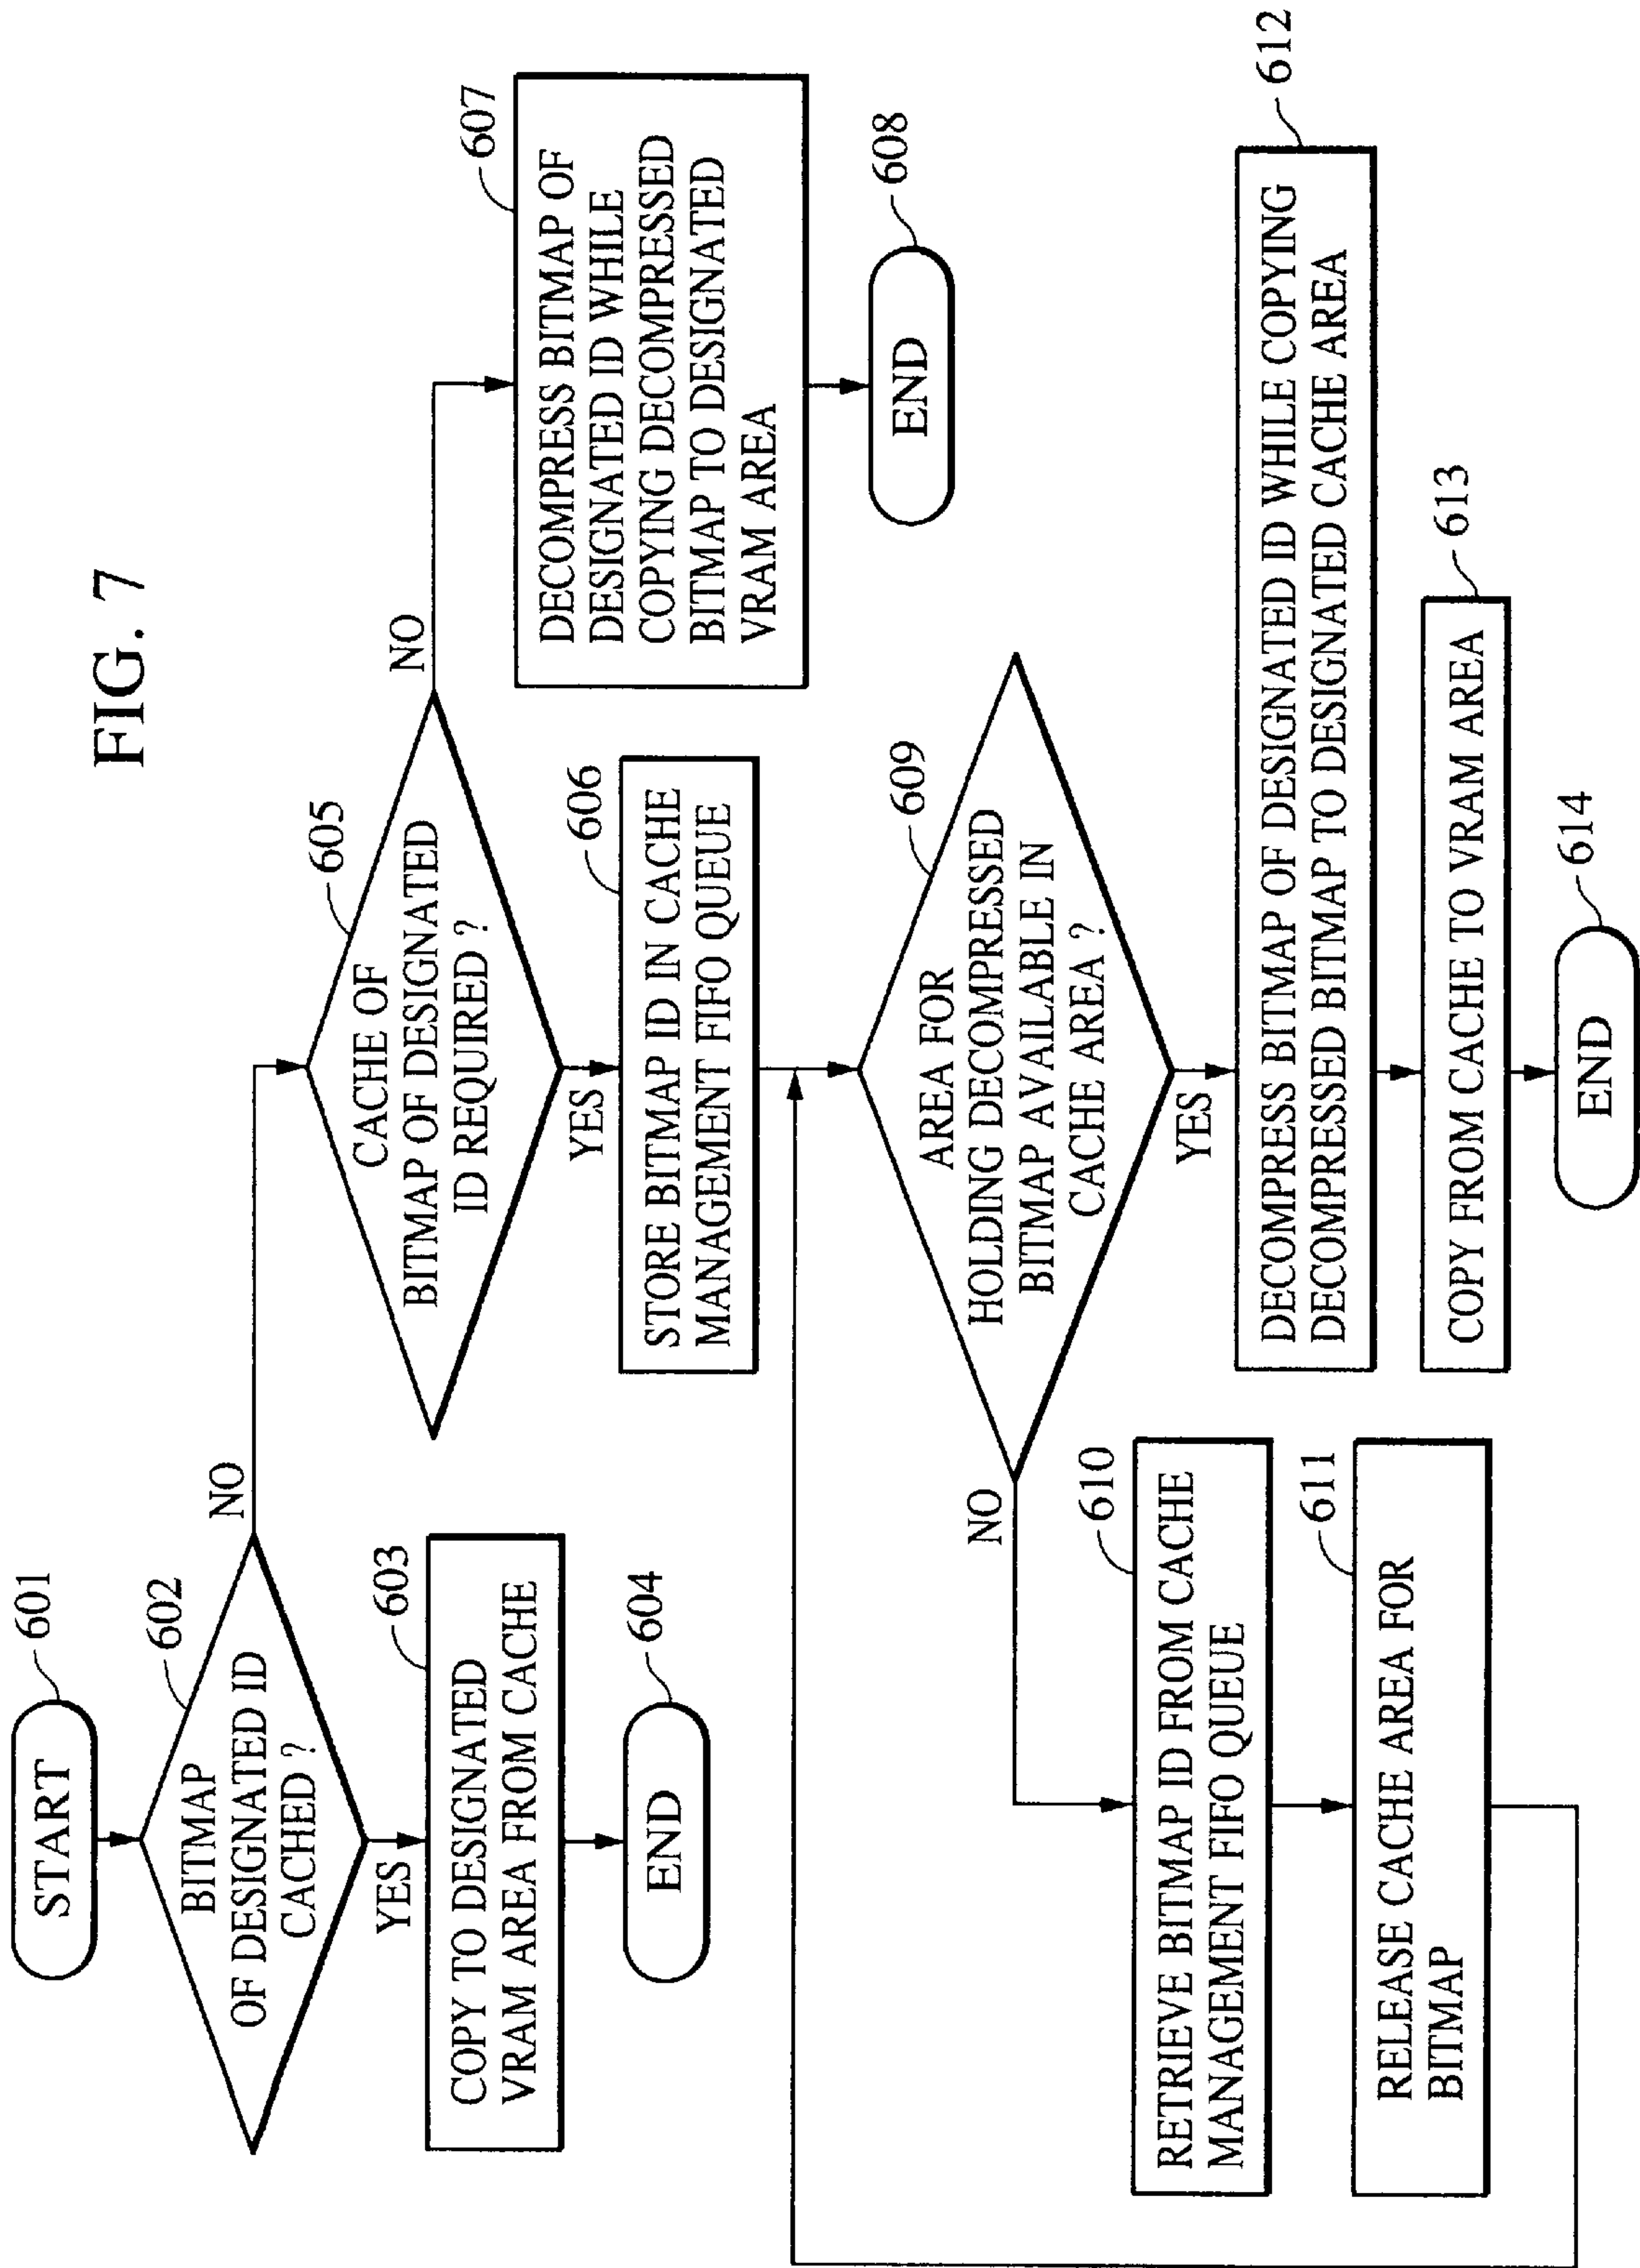 FIG. 7
START
601
BITMAP
OF DESIGNATED ID
CACHED ?
602
NO
YES
COPY TO DESIGNATED
VRAM AREA FROM CACHE
603
END
604
CACHE OF
BITMAP OF DESIGNATED
ID REQUIRED ?
605
NO
YES
STORE BITMAP ID IN CACHE
MANAGEMENT FIFO QUEUE
606
DECOMPRESS BITMAP OF
DESIGNATED ID WHILE
COPYING DECOMPRESSED
BITMAP TO DESIGNATED
VRAM AREA
607
END
608
AREA FOR
HOLDING DECOMPRESSED
BITMAP AVAILABLE IN
CACHE AREA ?
609
NO
YES
RETRIEVE BITMAP ID FROM CACHE
MANAGEMENT FIFO QUEUE
610
RELEASE CACHE AREA FOR
BITMAP
611
DECOMPRESS BITMAP OF DESIGNATED ID WHILE COPYING
DECOMPRESSED BITMAP TO DESIGNATED CACHE AREA
612
COPY FROM CACHE TO VRAM AREA
613
END
614